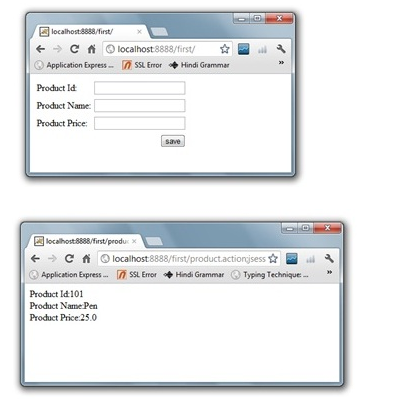 localhost:8888/first/
localhost:8888/first/
Application Express ... SSL Error Hindi Grammar »
Product Id:
Product Name:
Product Price:
save
localhost:8888/first/produc
localhost:8888/first/product.action;jsess
Application Express ... SSL Error Hindi Grammar Typing Technique: ... »
Product Id:101
Product Name:Pen
Product Price:25.0